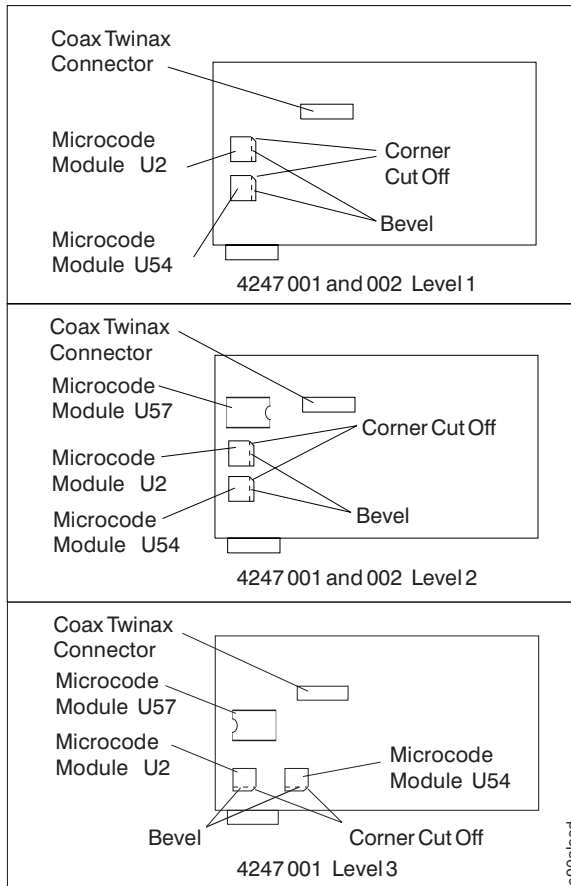 Coax Twinax
Connector
Microcode
Module U2
Corner
Cut Off
Bevel
Microcode
Module U54
4247 001 and 002 Level 1
Coax Twinax
Connector
Microcode
Module U57
Corner Cut Off
Microcode
Module U2
Microcode
Module U54
Bevel
4247 001 and 002 Level 2
Coax Twinax
Connector
Microcode
Module U57
Microcode
Module U2
Microcode
Module U54
Bevel
Corner Cut Off
4247 001 Level 3